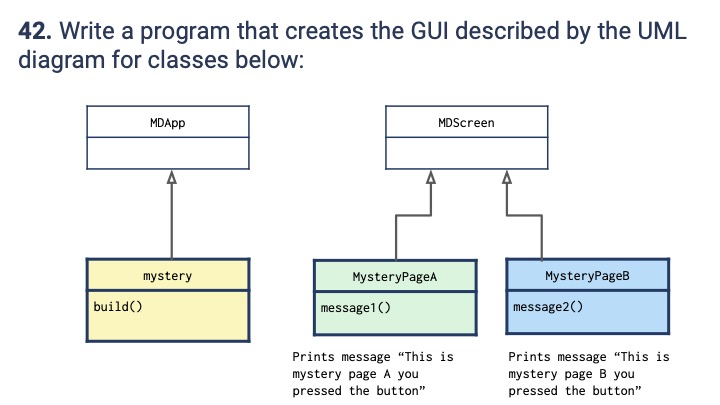 42. Write a program that creates the GUI described by the UML
diagram for classes below:
MDApp
MDScreen
mystery
build()
MysteryPageA
message1()
MysteryPageB
message2()
Prints message “This is
mystery page A you
pressed the button”
Prints message “This is
mystery page B you
pressed the button”